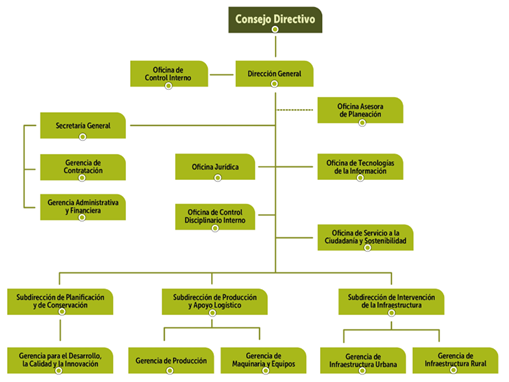 Consejo Directivo
Oficina de
Control Interno
Dirección General
Oficina Asesora
de Planeación
Secretaría General
Gerencia de
Contratación
Oficina Jurídica
Oficina de Tecnologías
de la Información
Gerencia Administrativa
y Financiera
Oficina de Control
Disciplinario Interno
Oficina de Servicio a la
Ciudadanía y Sostenibilidad
Subdirección de Planificación
y de Conservación
Subdirección de Producción
y Apoyo Logístico
Subdirección de Intervención
de la Infraestructura
Gerencia para el Desarrollo,
la Calidad y la Innovación
Gerencia de Producción
Gerencia de
Maquinaria y Equipos
Gerencia de
Infraestructura Urbana
Gerencia de
Infraestructura Rural